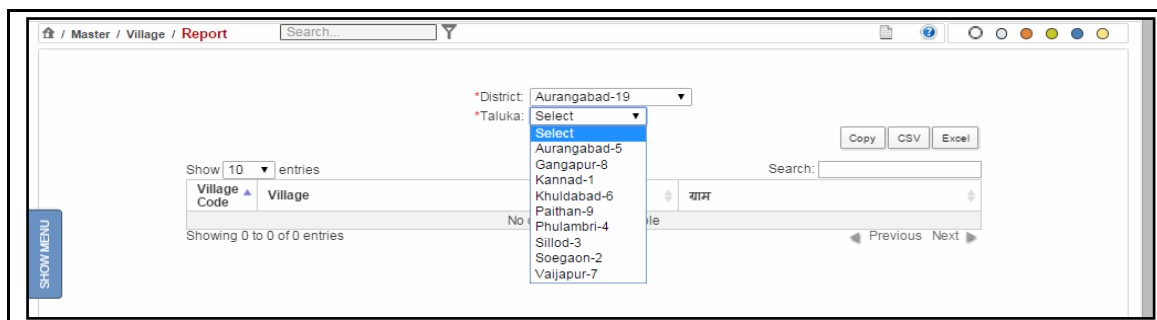 / Master / Village / Report Search...
*District: Aurangabad-19
*Taluka: Select
Select
Aurangabad-5
Gangapur-8
Kannad-1
Khuldabad-6
Paithan-9
Phulambri-4
Sillod-3
Soegaon-2
Vaijapur-7
Copy CSV Excel
Show 10 entries Search:
Village Code Village ग्राम
No
Showing 0 to 0 of 0 entries Previous Next
SHOW MENU